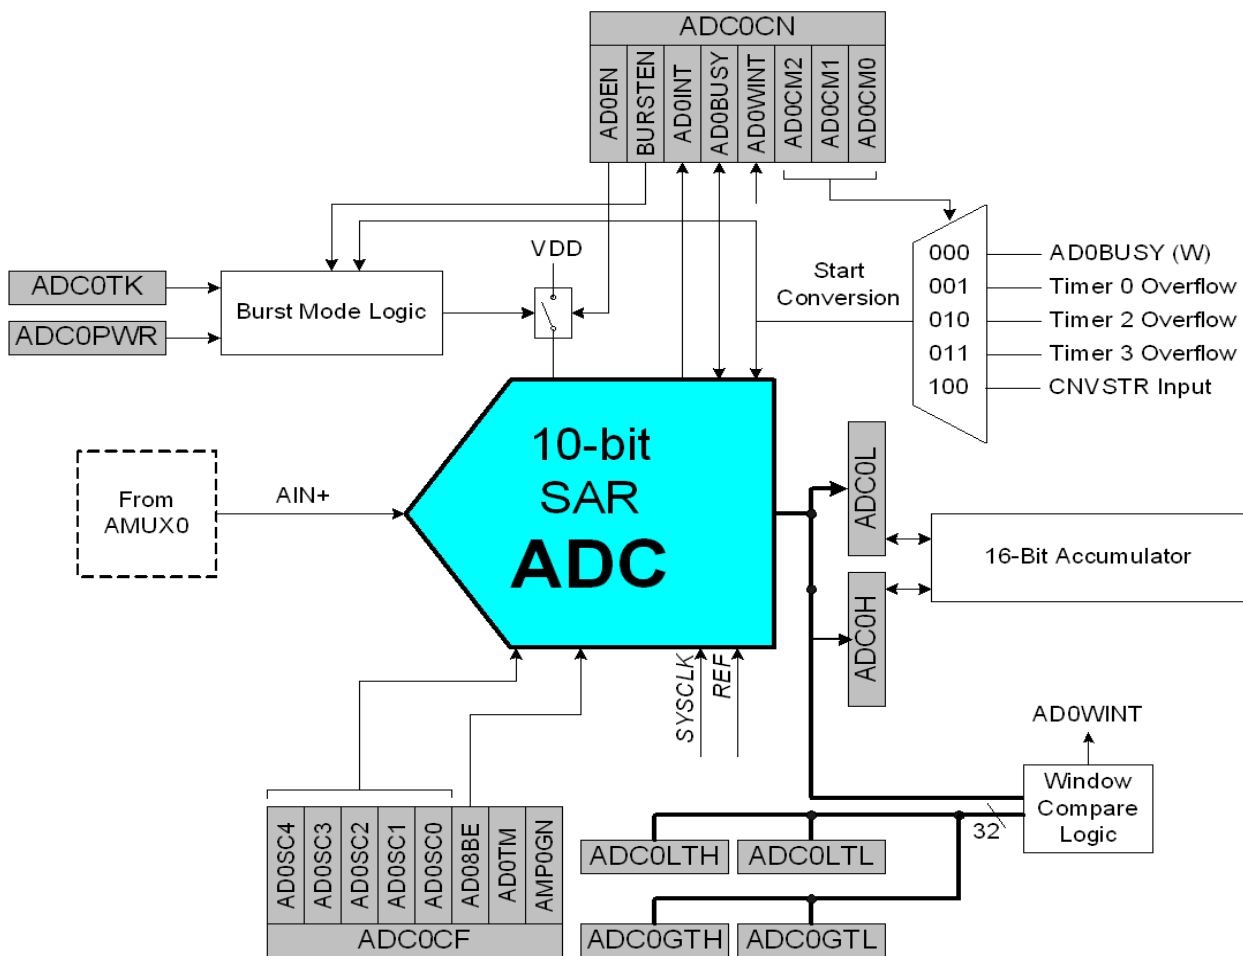 ADC0CN
AD0EN
BURSTEN
AD0INT
AD0BUSY
AD0WINT
AD0CM2
AD0CM1
AD0CM0
VDD
ADC0TK
ADC0PWR
Burst Mode Logic
Start
Conversion
000
001
010
011
100
AD0BUSY (W)
Timer 0 Overflow
Timer 2 Overflow
Timer 3 Overflow
CNVSTR Input
From
AMUX0
AIN+
10-bit
SAR
ADC
ADC0L
ADC0H
16-Bit Accumulator
SYSCLK
REF
AD0WINT
Window
Compare
Logic
32
AD0SC4
AD0SC3
AD0SC2
AD0SC1
AD0SC0
AD08BE
AD0TM
AMP0GN
ADC0CF
ADC0LTH
ADC0LTL
ADC0GTH
ADC0GTL